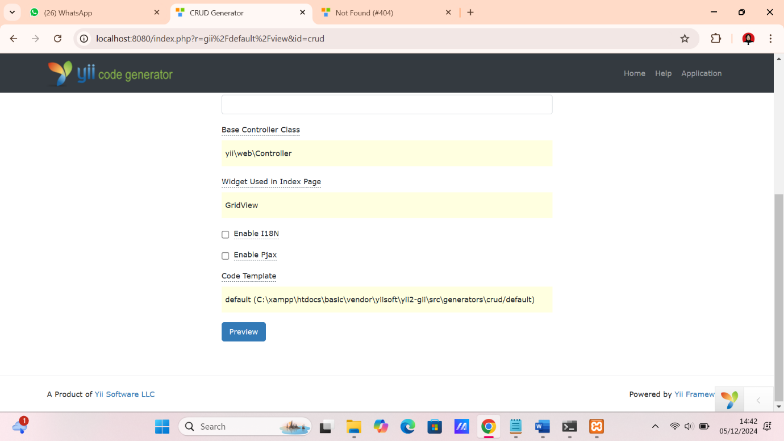 (26) WhatsApp
CRUD Generator
Not Found (#404)
localhost:8080/index.php?r=gii%2Fdefault%2Fview&id=crud
yii code generator
Home Help Application
Base Controller Class
yii\web\Controller
Widget Used in Index Page
GridView
Enable I18N
Enable Pjax
Code Template
default (C:\xampp\htdocs\basic\vendor\yiisoft\yii2-gii\src\generators\crud/default)
Preview
A Product of Yii Software LLC
Powered by Yii Framew
1
Search
14:42
05/12/2024